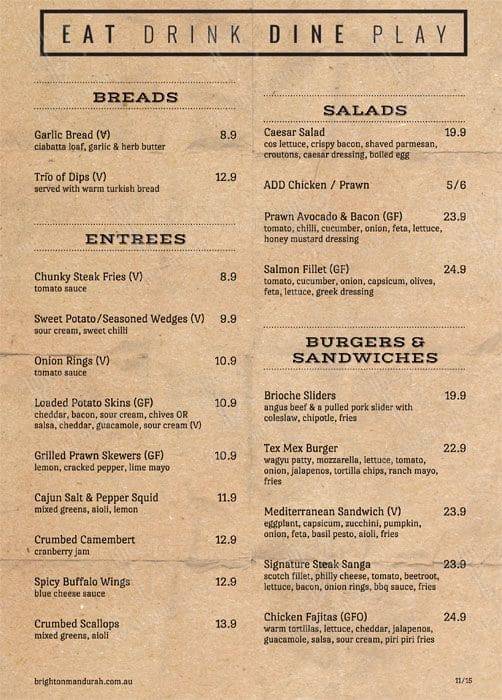 EAT DRINK DINE PLAY
BREADS
Garlic Bread (V) 8.9
ciabatta loaf, garlic & herb butter
Trio of Dips (V) 12.9
served with warm turkish bread
ENTREES
Chunky Steak Fries (V) 8.9
tomato sauce
Sweet Potato/Seasoned Wedges (V) 9.9
sour cream, sweet chilli
Onion Rings (V) 10.9
tomato sauce
Loaded Potato Skins (GF) 10.9
cheddar, bacon, sour cream, chives OR
salsa, cheddar, guacamole, sour cream (V)
Grilled Prawn Skewers (GF) 10.9
lemon, cracked pepper, lime mayo
Cajun Salt & Pepper Squid 11.9
mixed greens, aioli, lemon
Crumbed Camembert 12.9
cranberry jam
Spicy Buffalo Wings 12.9
blue cheese sauce
Crumbed Scallops 13.9
mixed greens, aioli
SALADS
Caesar Salad 19.9
cos lettuce, crispy bacon, shaved parmesan,
croutons, caesar dressing, boiled egg
ADD Chicken / Prawn 5/6
Prawn Avocado & Bacon (GF) 23.9
tomato, chilli, cucumber, onion, feta, lettuce,
honey mustard dressing
Salmon Fillet (GF) 24.9
tomato, cucumber, onion, capsicum, olives,
feta, lettuce, greek dressing
BURGERS &
SANDWICHES
Brioche Sliders 19.9
angus beef & a pulled pork slider with
coleslaw, chipotle, fries
Tex Mex Burger 22.9
wagyu patty, mozzarella, lettuce, tomato,
onion, jalapenos, tortilla chips, ranch mayo,
fries
Mediterranean Sandwich (V) 23.9
eggplant, capsicum, zucchini, pumpkin,
onion, feta, basil pesto, aioli, fries
Signature Steak Sanga 23.9
scotch fillet, philly cheese, tomato, beetroot,
lettuce, bacon, onion rings, bbq sauce, fries
Chicken Fajitas (GFO) 24.9
warm tortillas, lettuce, cheddar, jalapenos,
guacamole, salsa, sour cream, piri piri fries
brightonmandurah.com.au
11/15